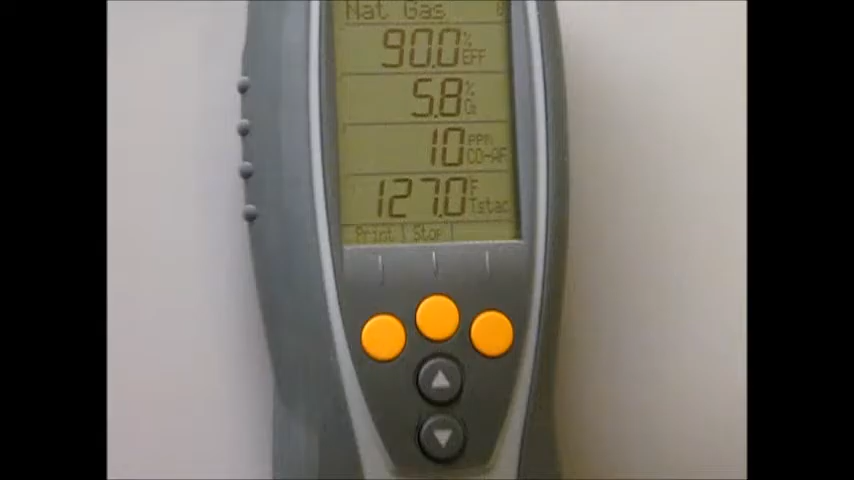 Nat Gas
90.0 % EFF
5.8 % O₂
10 ppm CO-AF
127.0 F Tstac
Print Stop